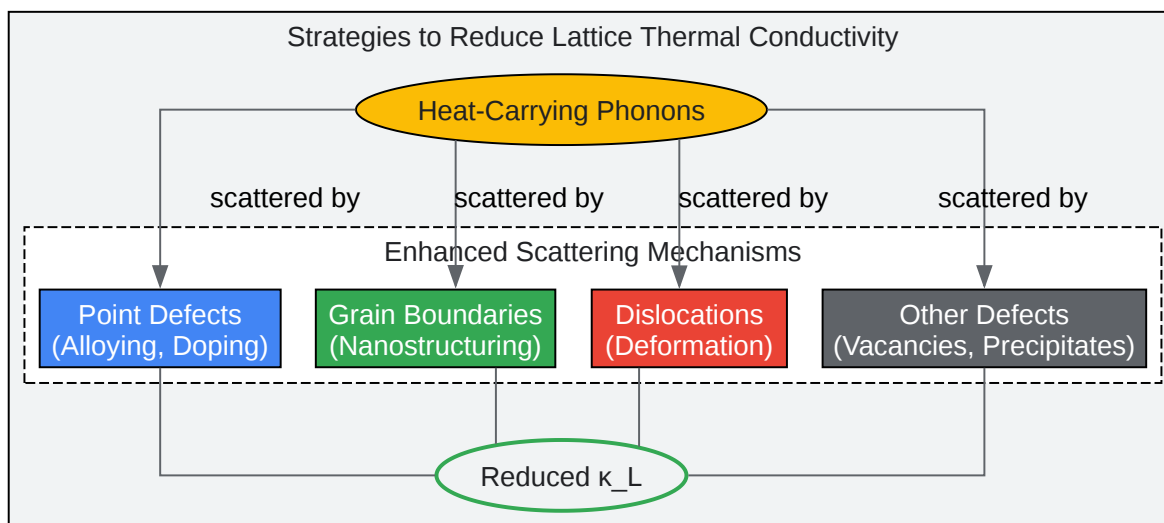 Strategies to Reduce Lattice Thermal Conductivity
Heat-Carrying Phonons
scattered by
scattered by
scattered by
scattered by
Enhanced Scattering Mechanisms
Point Defects
(Alloying, Doping)
Grain Boundaries
(Nanostructuring)
Dislocations
(Deformation)
Other Defects
(Vacancies, Precipitates)
Reduced κ_L